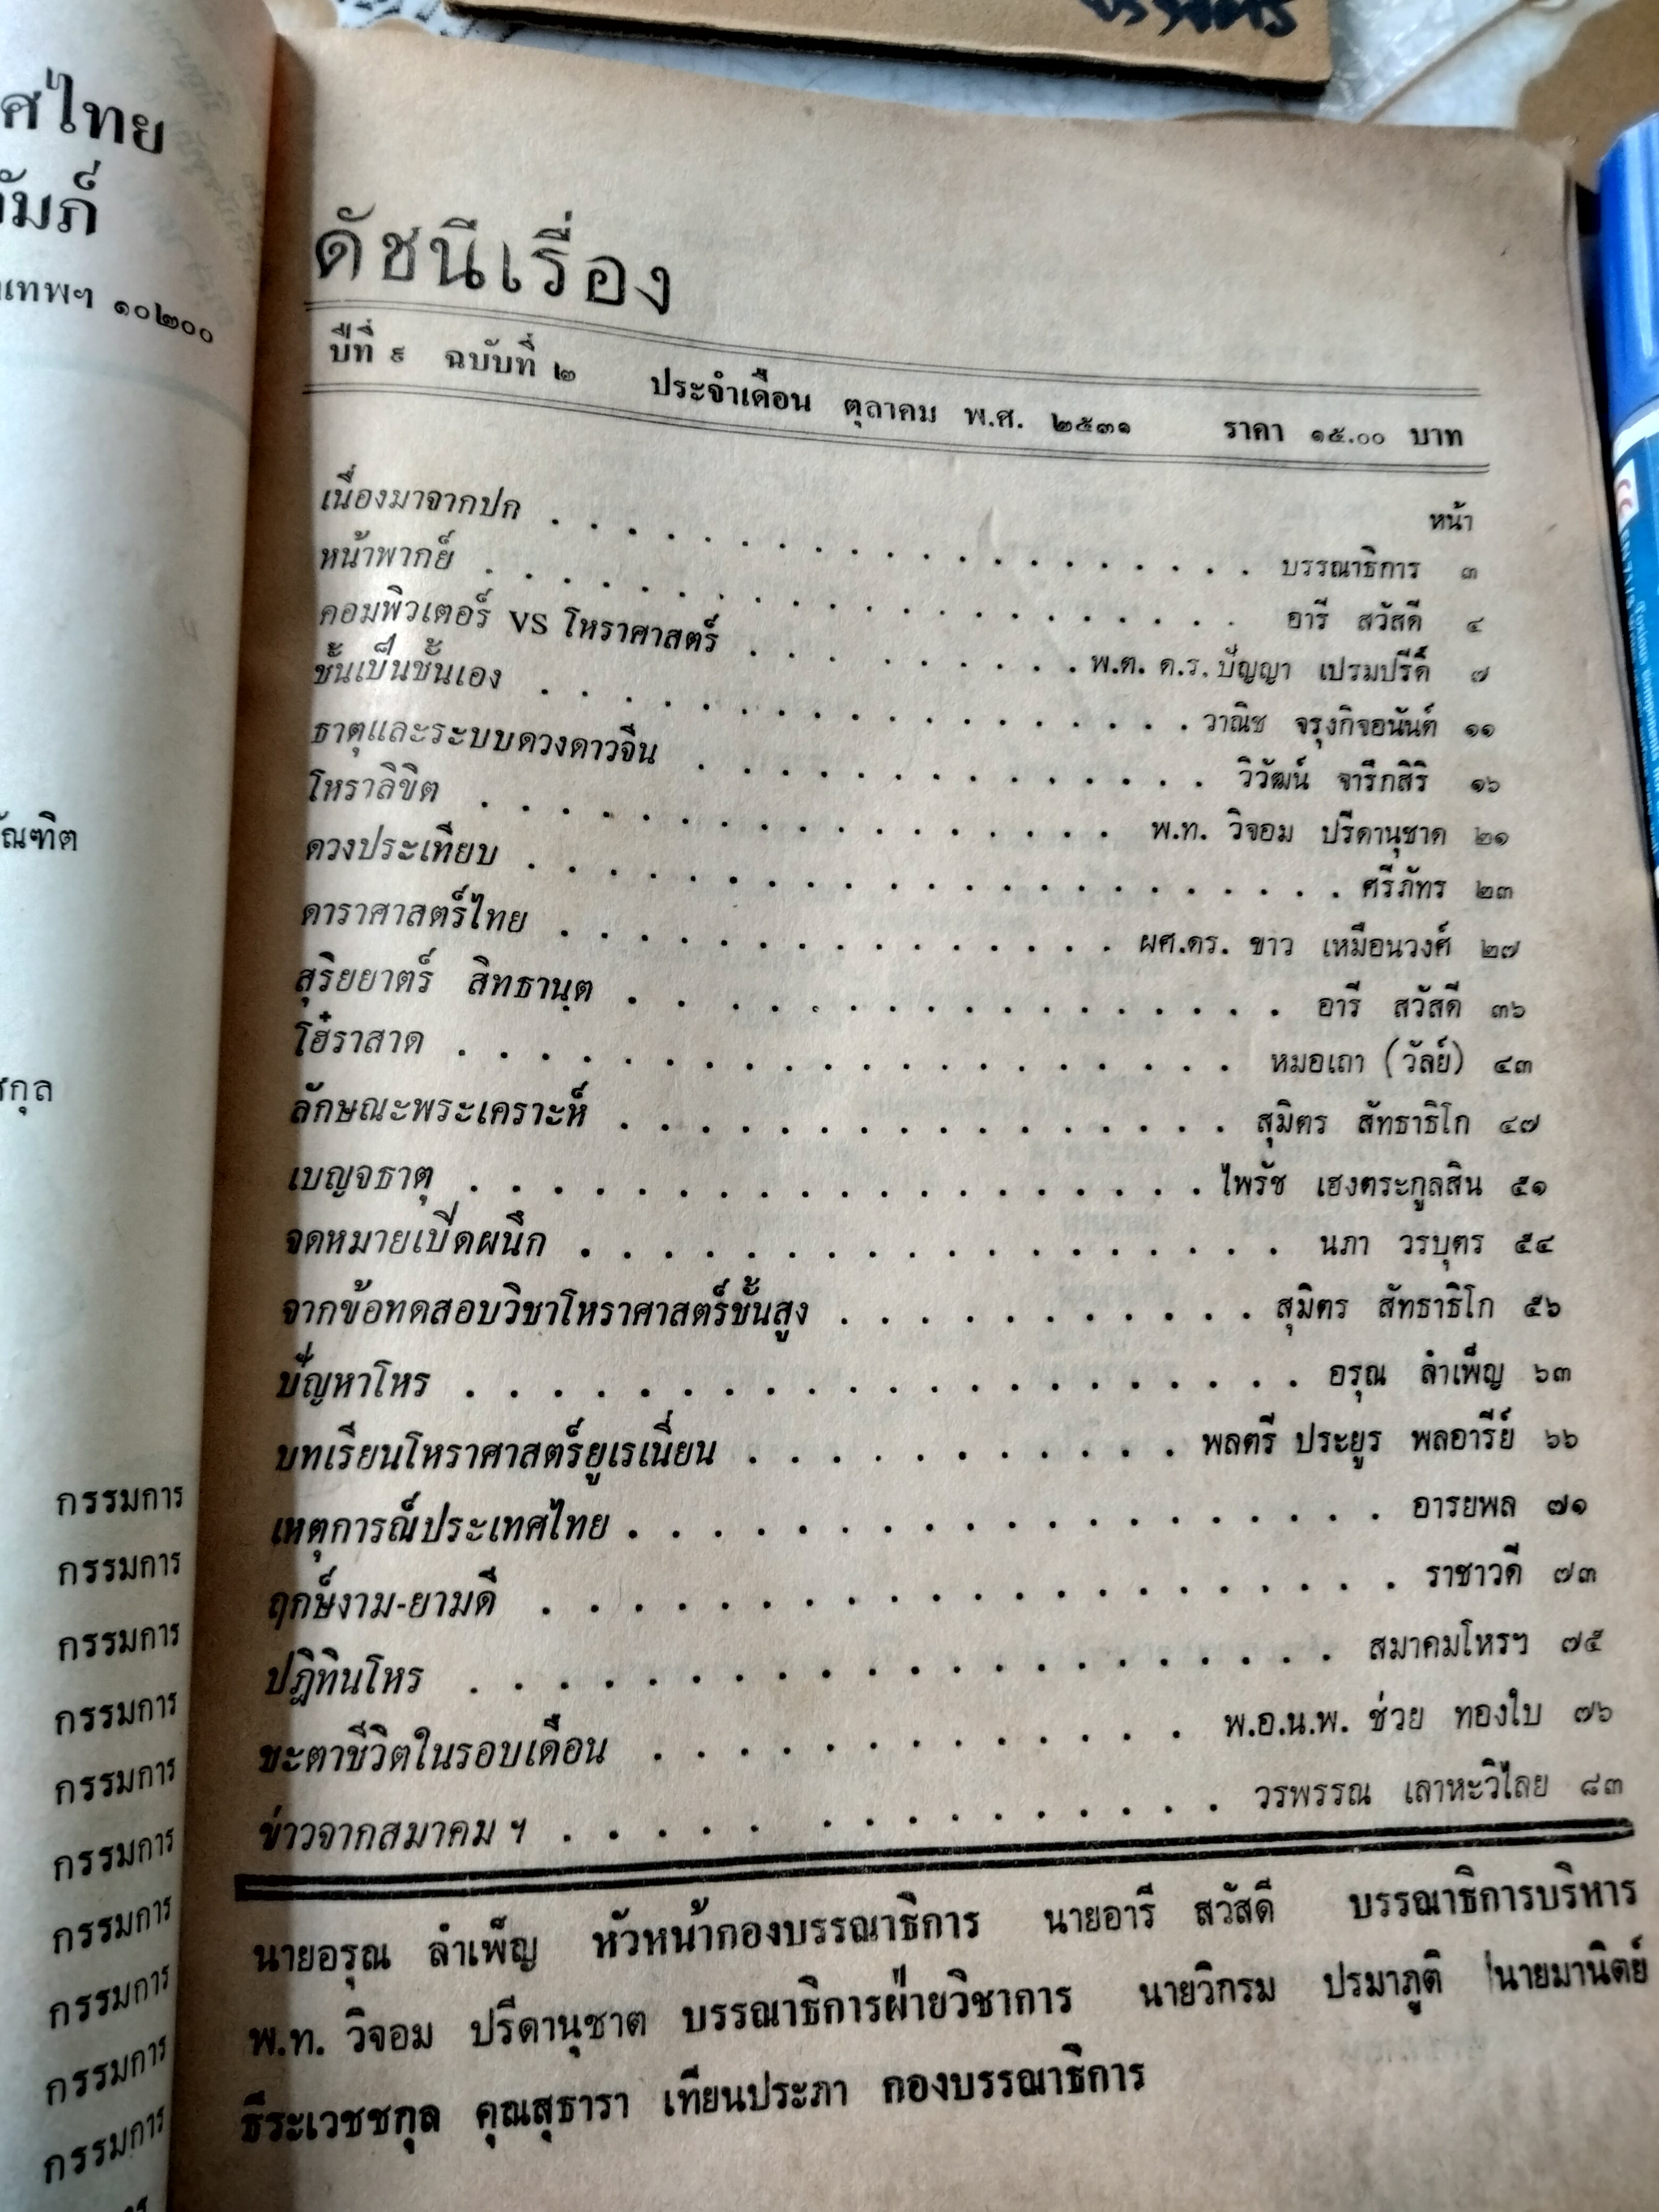 ศไทย
ัมภ์
เทพฯ ๑๐๒๐๐
ัณฑิต
ชกุล
กรรมการ
กรรมการ
กรรมการ
กรรมการ
กรรมการ
กรรมการ
กรรมการ
กรรมการ
กรรมการ
กรรมการ
ดัชนีเรื่อง
ปีที่ ๙ ฉบับที่ ๒ ประจำเดือน ตุลาคม พ.ศ. ๒๕๓๑ ราคา ๑๕.๐๐ บาท
หน้า
เนื่องมาจากปก . . . . . . . . . . . . . . . . . . . บรรณาธิการ ๓
หน้าพากย์ . . . . . . . . . . . . . . . . . . . . อารี สวัสดี ๔
คอมพิวเตอร์ vs โหราศาสตร์ . . . . . . . . . พ.ต. ด.ร. ปัญญา เปรมปรีดิ์ ๗
ชั้นเป็นชั้นเอง . . . . . . . . . . . . . . . . . วาณิช จรุงกิจอนันต์ ๑๑
ธาตุและระบบดวงดาวจีน . . . . . . . . . . . . . . วิวัฒน์ จารึกสิริ ๑๖
โหราลิขิต . . . . . . . . . . . . . . . . . พ.ท. วิจอม ปรีดานุชาต ๒๑
ดวงประเทียบ . . . . . . . . . . . . . . . . . . . . . ศรีภัทร ๒๓
ดาราศาสตร์ไทย . . . . . . . . . . . . . . . ผศ.ดร. ขาว เหมือนวงศ์ ๒๗
สุริยยาตร์ สิทธานฺต . . . . . . . . . . . . . . . . อารี สวัสดี ๓๖
โฮ๋ราสาด . . . . . . . . . . . . . . . . . . . หมอเถา (วัลย์) ๔๓
ลักษณะพระเคราะห์ . . . . . . . . . . . . . . . สุมิตร สัทธาธิโก ๔๗
เบญจธาตุ . . . . . . . . . . . . . . . . . . ไพรัช เฮงตระกูลสิน ๕๑
จดหมายเปิดผนึก . . . . . . . . . . . . . . . . . . นภา วรบุตร ๕๔
จากข้อทดสอบวิชาโหราศาสตร์ชั้นสูง . . . . . . . . . . . สุมิตร สัทธาธิโก ๕๖
ปัญหาโหร . . . . . . . . . . . . . . . . . . . . อรุณ ลำเพ็ญ ๖๓
บทเรียนโหราศาสตร์ยูเรเนี่ยน . . . . . . . . . . . พลตรี ประยูร พลอารีย์ ๖๖
เหตุการณ์ประเทศไทย . . . . . . . . . . . . . . . . . . อารยพล ๗๑
ฤกษ์งาม-ยามดี . . . . . . . . . . . . . . . . . . . . ราชาวดี ๗๓
ปฎิทินโหร . . . . . . . . . . . . . . . . . . . . สมาคมโหรฯ ๗๕
ชะตาชีวิตในรอบเดือน . . . . . . . . . . . . . พ.อ.น.พ. ช่วย ทองใบ ๗๖
ข่าวจากสมาคม ฯ . . . . . . . . . . . . . . . วรพรรณ เลาหะวิไลย ๘๓
นายอรุณ ลำเพ็ญ หัวหน้ากองบรรณาธิการ นายอารี สวัสดี บรรณาธิการบริหาร
พ.ท. วิจอม ปรีดานุชาต บรรณาธิการฝ่ายวิชาการ นายวิกรม ปรมาภูติ นายมานิตย์
ธีระเวชชกุล คุณสุธารา เทียนประภา กองบรรณาธิการ